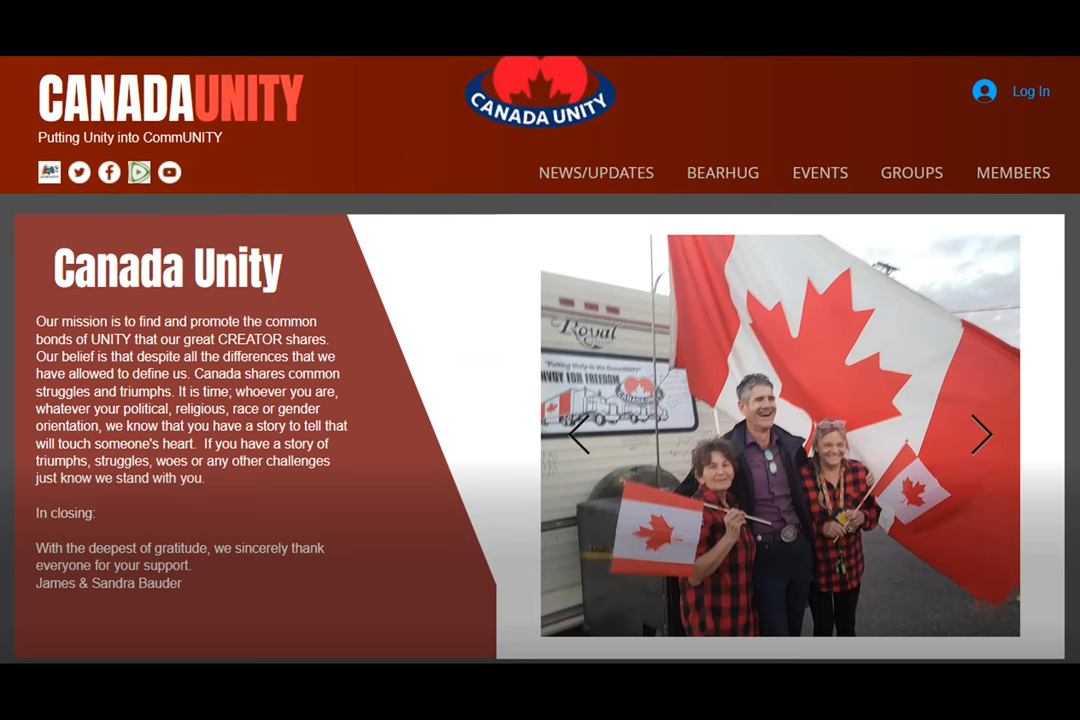 CANADAUNITY
Putting Unity into CommUNITY
CANADA UNITY
Log In
NEWS/UPDATES BEARHUG EVENTS GROUPS MEMBERS
Canada Unity
Our mission is to find and promote the common
bonds of UNITY that our great CREATOR shares.
Our belief is that despite all the differences that we
have allowed to define us. Canada shares common
struggles and triumphs. It is time; whoever you are,
whatever your political, religious, race or gender
orientation, we know that you have a story to tell that
will touch someone's heart.  If you have a story of
triumphs, struggles, woes or any other challenges
just know we stand with you.
In closing:
With the deepest of gratitude, we sincerely thank
everyone for your support.
James & Sandra Bauder
Royal
"Putting Unity in the CommUNITY"
NVOY FOR FREEDOM
CANADA UNITY